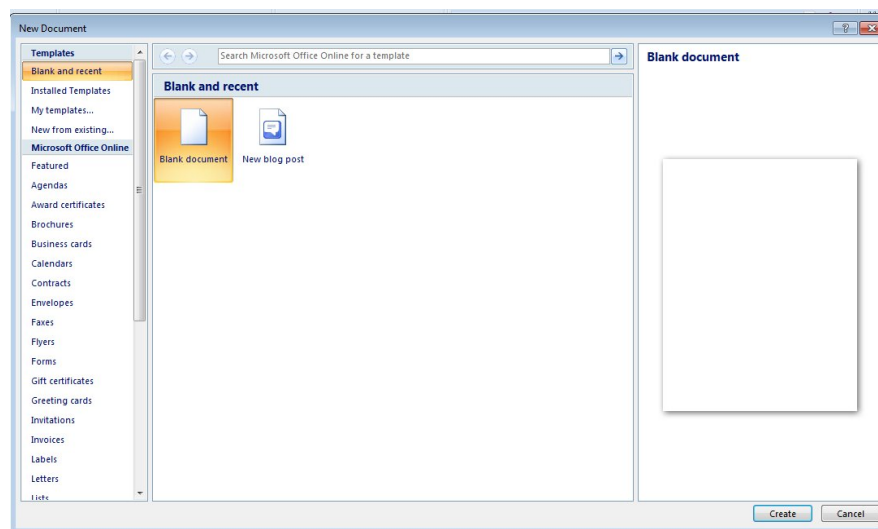 New Document
Templates
Blank and recent
Installed Templates
My templates...
New from existing...
Microsoft Office Online
Featured
Agendas
Award certificates
Brochures
Business cards
Calendars
Contracts
Envelopes
Faxes
Flyers
Forms
Gift certificates
Greeting cards
Invitations
Invoices
Labels
Letters
Lists
Search Microsoft Office Online for a template
Blank and recent
Blank document
New blog post
Blank document
Create
Cancel